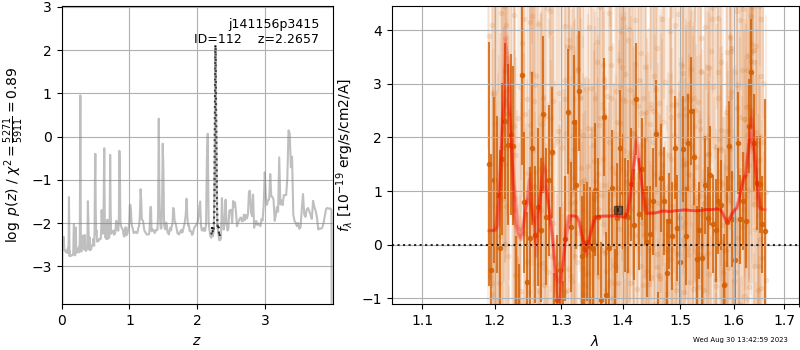 j141156p3415
ID=112 z=2.2657
log p(z) / χ² = 5271/5911 = 0.89
3
2
1
0
−1
−2
−3
0 1 2 3
z
fλ [10⁻¹⁹ erg/s/cm2/A]
4
3
2
1
0
−1
1.1 1.2 1.3 1.4 1.5 1.6 1.7
λ
Wed Aug 30 13:42:59 2023